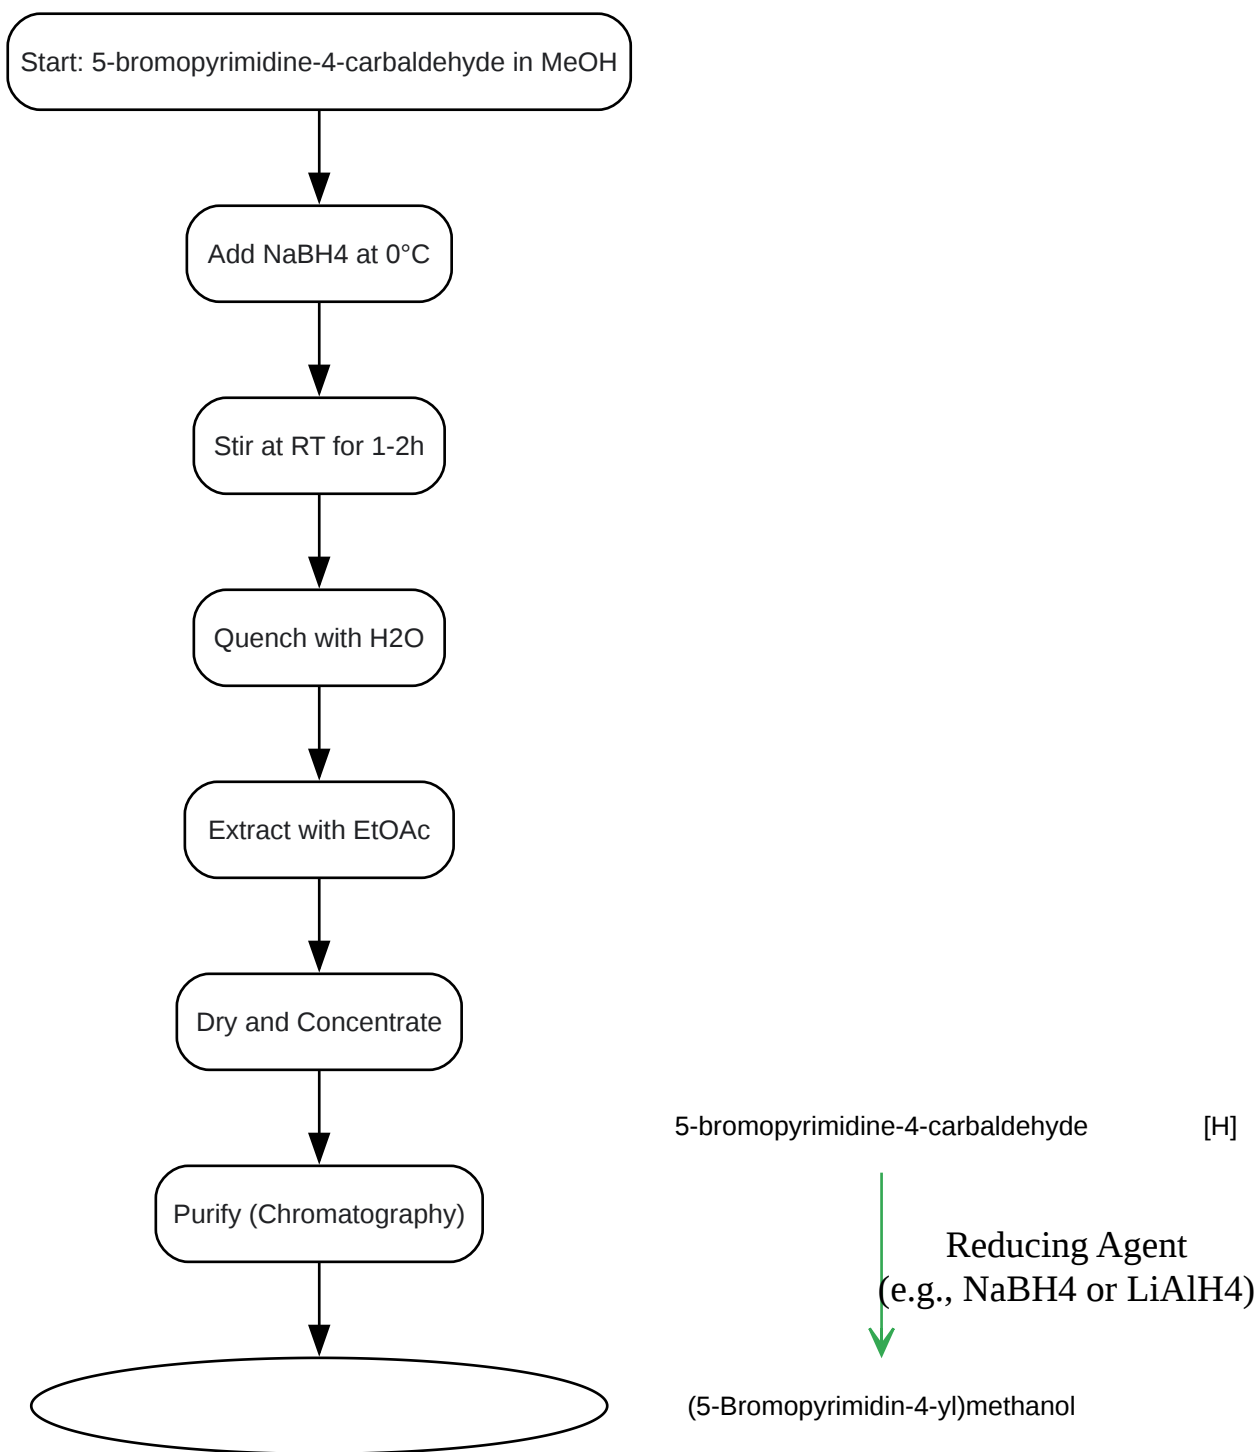 Start: 5-bromopyrimidine-4-carbaldehyde in MeOH
Add NaBH4 at 0°C
Stir at RT for 1-2h
Quench with H2O
Extract with EtOAc
Dry and Concentrate
Purify (Chromatography)
5-bromopyrimidine-4-carbaldehyde
[H]
Reducing Agent
(e.g., NaBH4 or LiAlH4)
(5-Bromopyrimidin-4-yl)methanol